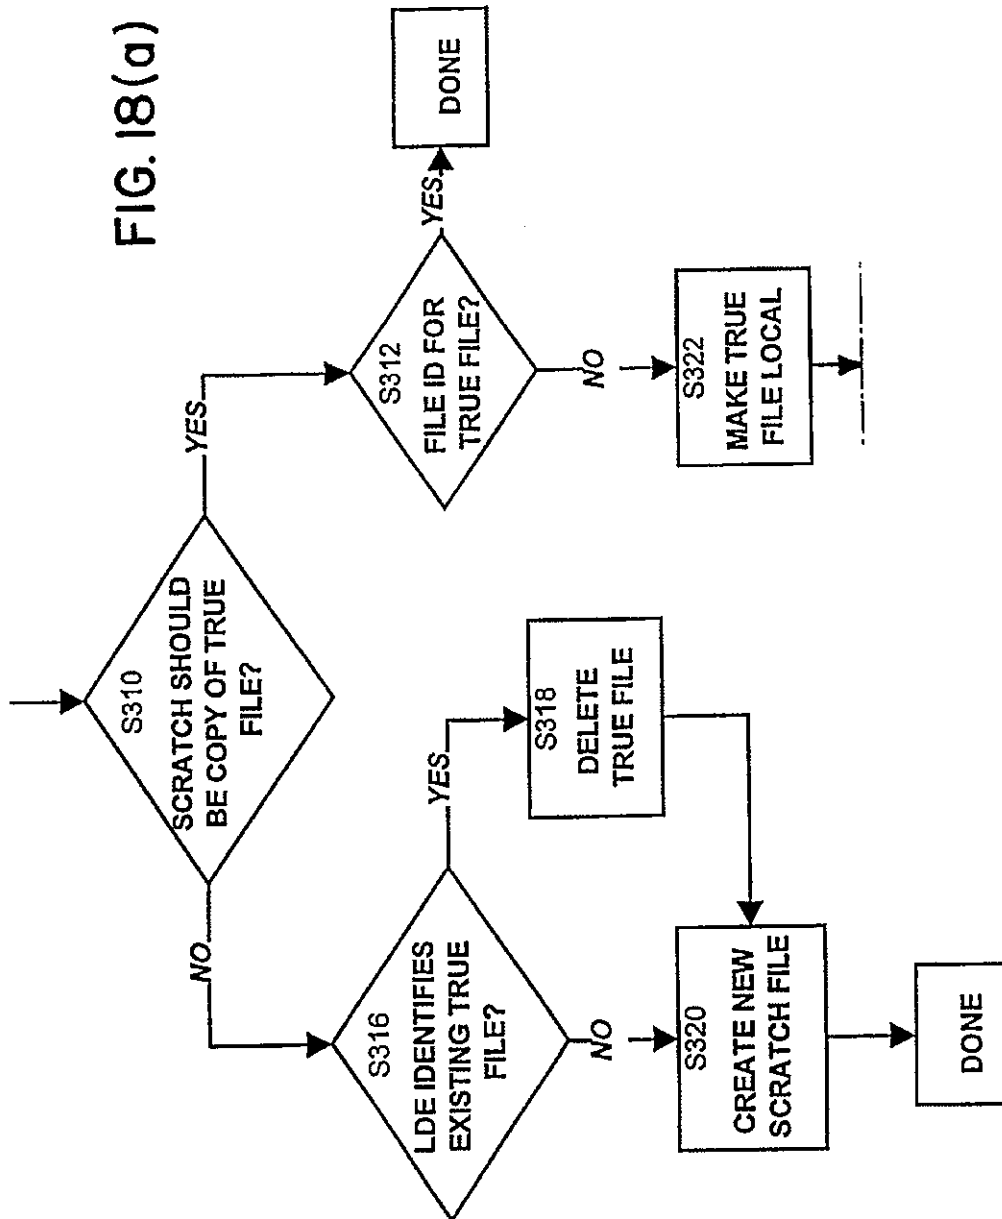 FIG. 18(a)
S310
SCRATCH SHOULD
BE COPY OF TRUE
FILE?
YES
NO
S312
FILE ID FOR
TRUE FILE?
YES
DONE
NO
S322
MAKE TRUE
FILE LOCAL
S316
LDE IDENTIFIES
EXISTING TRUE
FILE?
YES
S318
DELETE
TRUE FILE
NO
S320
CREATE NEW
SCRATCH FILE
DONE